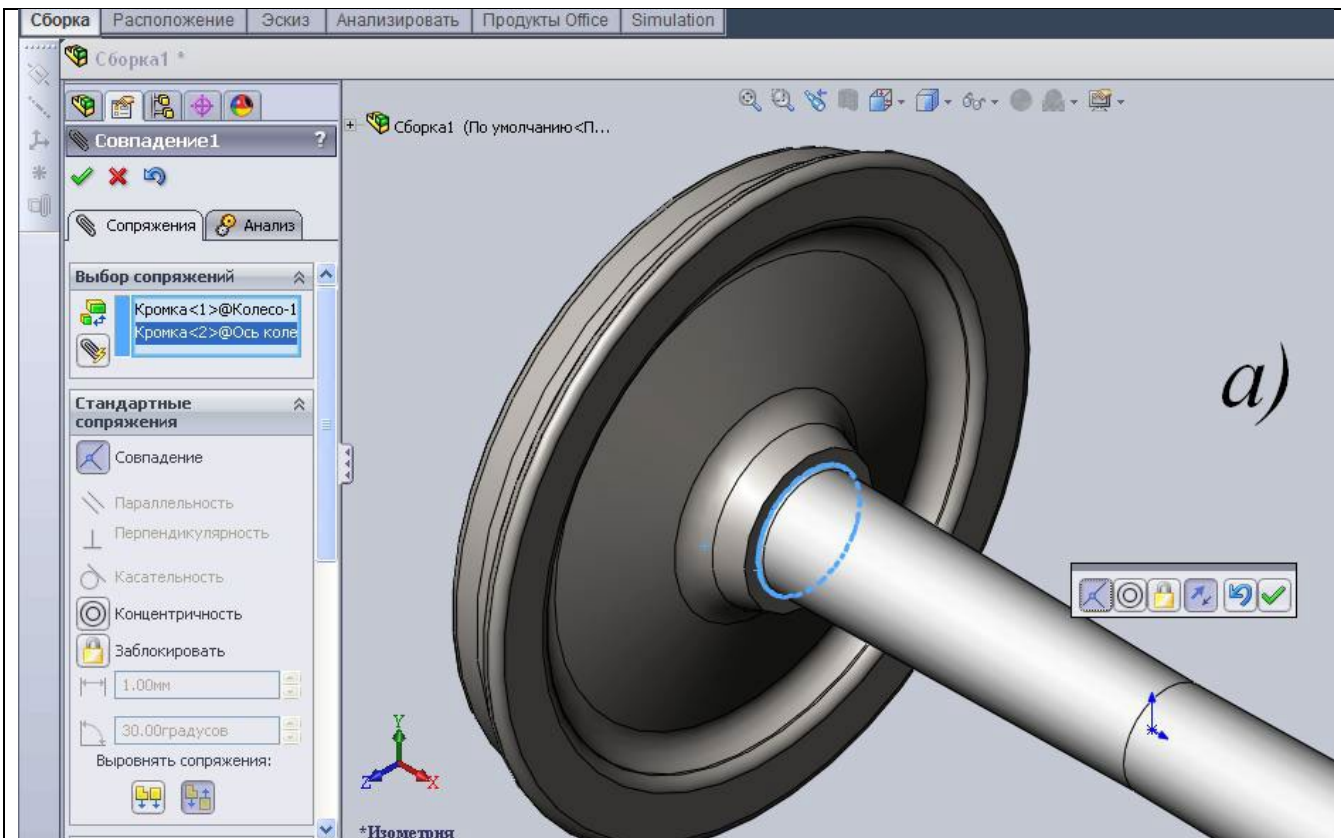 Сборка Расположение Эскиз Анализировать Продукты Office Simulation
Сборка1 *
Сборка1 (По умолчанию<П...
Совпадение1 ?
Сопряжения Анализ
Выбор сопряжений
Кромка<1>@Колесо-1
Кромка<2>@Ось коле
Стандартные
сопряжения
Совпадение
Параллельность
Перпендикулярность
Касательность
Концентричность
Заблокировать
1.00мм
30.00градусов
Выровнять сопряжения:
а)
Y
Z X
*Изометрия